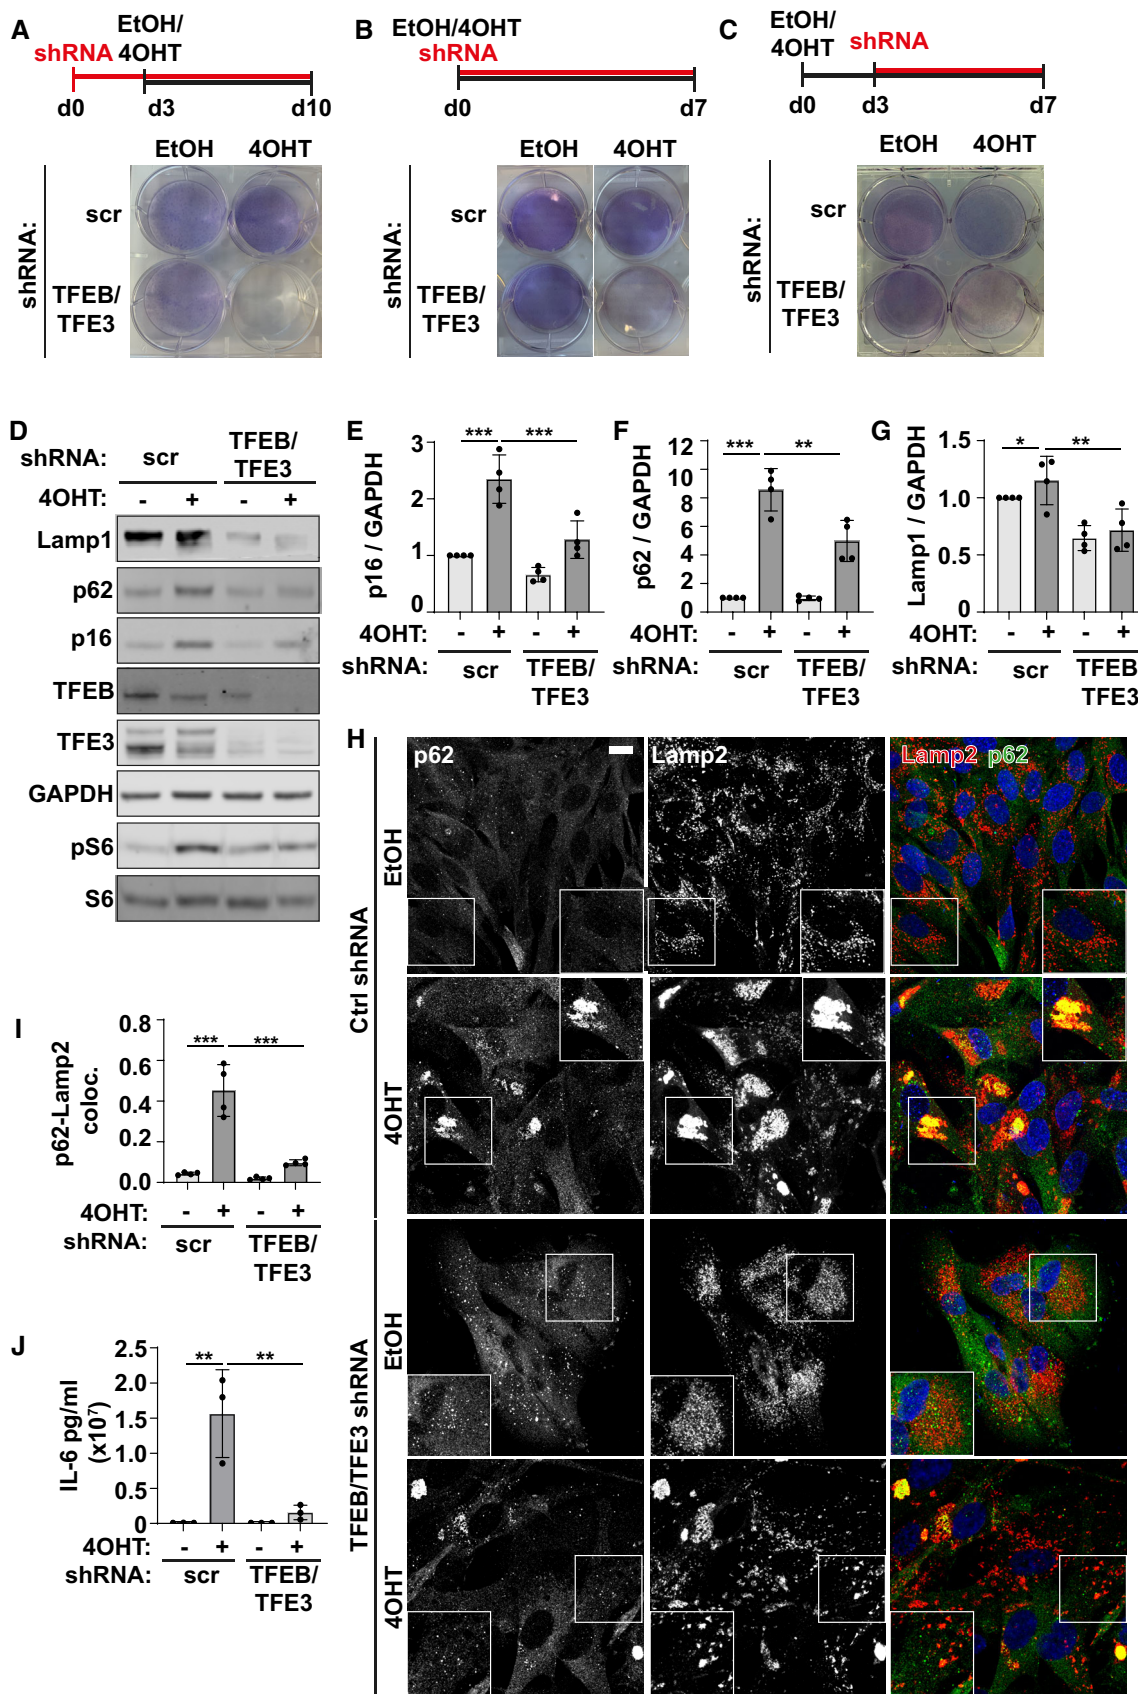 A
EtOH/
shRNA 4OHT
d0 d3 d10
EtOH 4OHT
shRNA:
scr
TFEB/
TFE3
B
EtOH/4OHT
shRNA
d0 d7
EtOH 4OHT
shRNA:
scr
TFEB/
TFE3
C
EtOH/
4OHT shRNA
d0 d3 d7
EtOH 4OHT
shRNA:
scr
TFEB/
TFE3
D
shRNA: scr TFEB/
TFE3
4OHT: - + - +
Lamp1
p62
p16
TFEB
TFE3
GAPDH
pS6
S6
E
p16 / GAPDH
3
2
1
0
*** ***
4OHT: - + - +
shRNA: scr TFEB/
TFE3
F
p62 / GAPDH
12
10
8
6
4
2
0
*** **
- + - +
shRNA: scr TFEB/
TFE3
G
Lamp1 / GAPDH
1.5
1.0
0.5
0
* **
4OHT: - + - +
shRNA: scr TFEB
TFE3
H
p62 Lamp2 Lamp2 p62
Ctrl shRNA
EtOH
4OHT
TFEB/TFE3 shRNA
EtOH
4OHT
I
p62-Lamp2
coloc.
0.8
0.6
0.4
0.2
0.0
*** ***
4OHT: - + - +
shRNA: scr TFEB/
TFE3
J
IL-6 pg/ml
(x10⁷)
2.5
2.0
1.5
1.0
0.5
0
** **
4OHT: - + - +
shRNA: scr TFEB/
TFE3